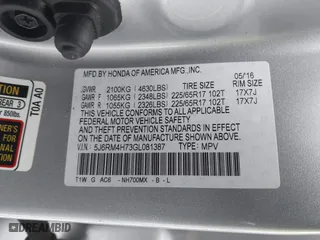 MFD.BY HONDA OF AMERICA MFG.,INC. 05/16
GVWR 2100KG (4630LBS) TIRE SIZE RIM SIZE
GAWR F 1065KG (2348LBS) 225/65R17 102T 17X7J
GAWR R 1055KG (2326LBS) 225/65R17 102T 17X7J
THIS VEHICLE CONFORMS TO ALL APPLICABLE
FEDERAL MOTOR VEHICLE SAFETY AND
THEFT PREVENTION STANDARDS IN EFFECT ON
THE DATE OF MANUFACTURE SHOWN ABOVE.
V.I.N.: 5J6RM4H73GL081387 TYPE: MPV
T1W G AC6 -NH700MX -B -L
T0A A0
GEAR 3